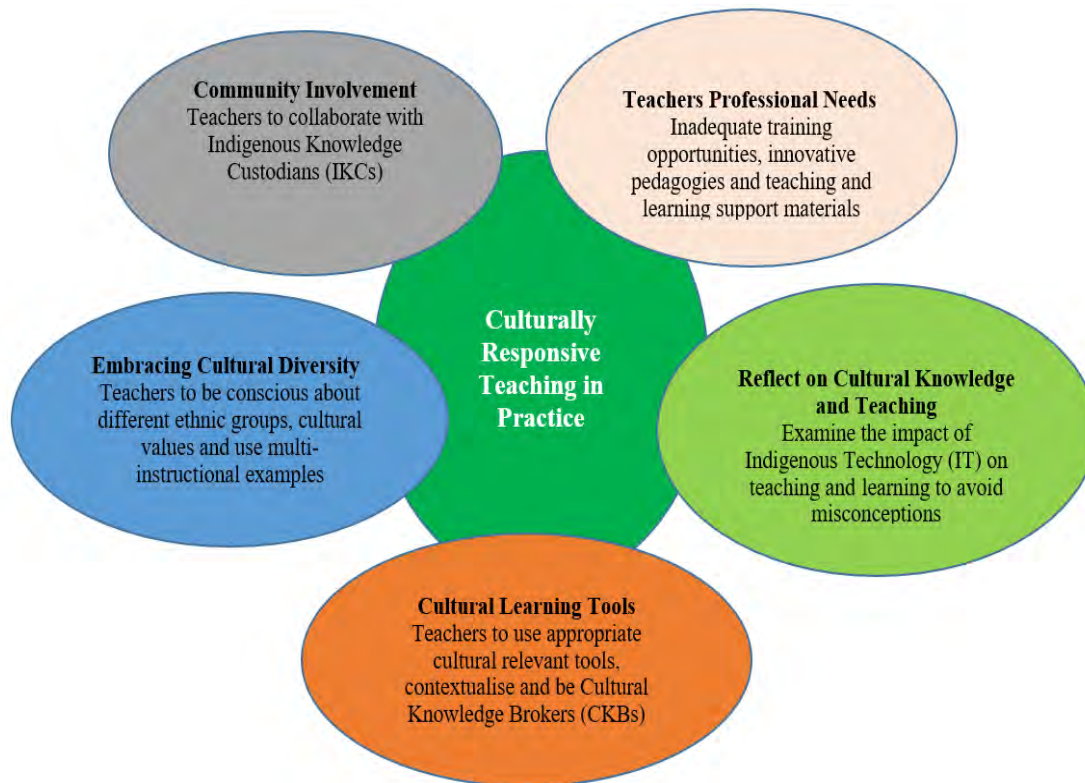 Community Involvement
Teachers to collaborate with
Indigenous Knowledge
Custodians (IKCs)
Teachers Professional Needs
Inadequate training
opportunities, innovative
pedagogies and teaching and
learning support materials
Culturally
Responsive
Teaching in
Practice
Embracing Cultural Diversity
Teachers to be conscious about
different ethnic groups, cultural
values and use multi-
instructional examples
Reflect on Cultural Knowledge
and Teaching
Examine the impact of
Indigenous Technology (IT) on
teaching and learning to avoid
misconceptions
Cultural Learning Tools
Teachers to use appropriate
cultural relevant tools,
contextualise and be Cultural
Knowledge Brokers (CKBs)